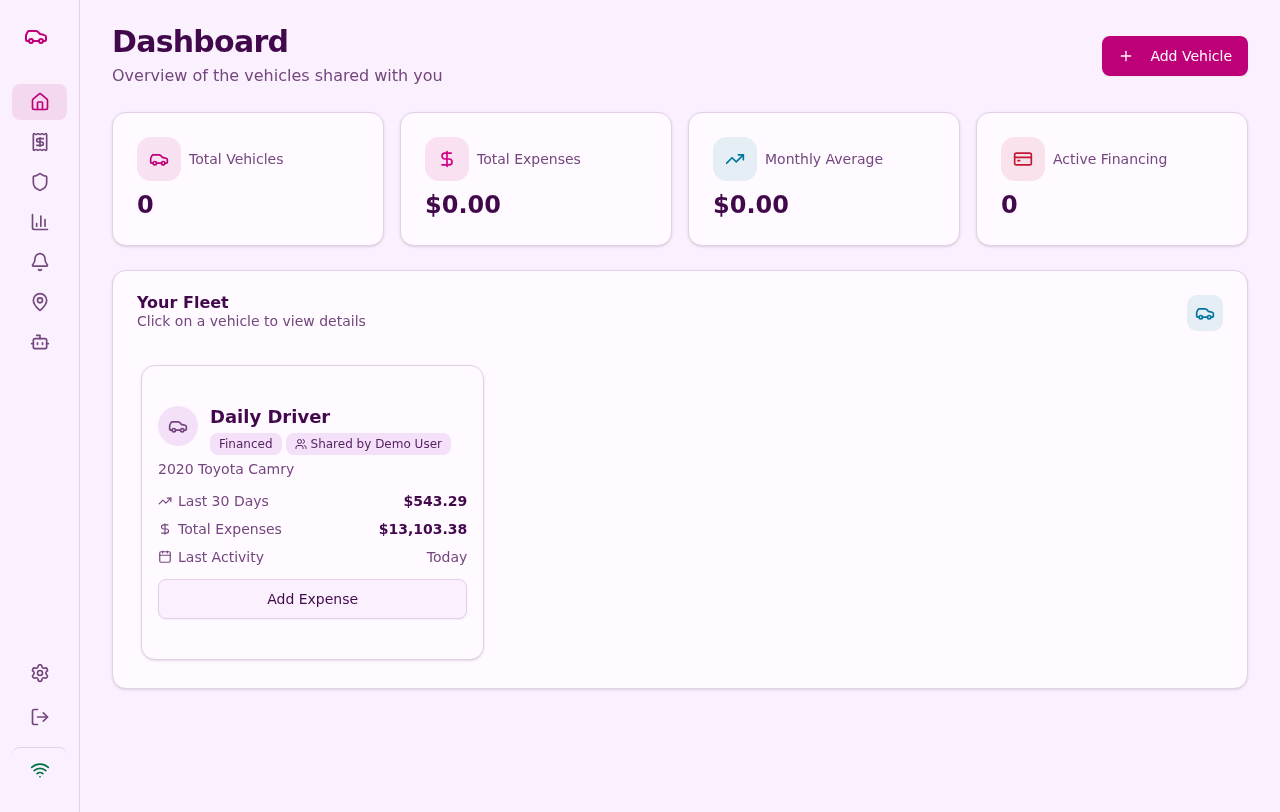 Dashboard
Overview of the vehicles shared with you
Add Vehicle
Total Vehicles
0
Total Expenses
$0.00
Monthly Average
$0.00
Active Financing
0
Your Fleet
Click on a vehicle to view details
Daily Driver
Financed
Shared by Demo User
2020 Toyota Camry
Last 30 Days $543.29
Total Expenses $13,103.38
Last Activity Today
Add Expense